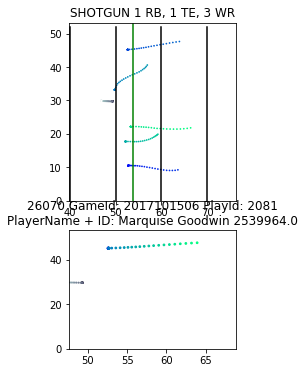 SHOTGUN 1 RB, 1 TE, 3 WR
50
40
30
20
10
0
40 50 60 70
26070 GameId: 2017101506 PlayId: 2081
PlayerName + ID: Marquise Goodwin 2539964.0
40
20
0
50 55 60 65